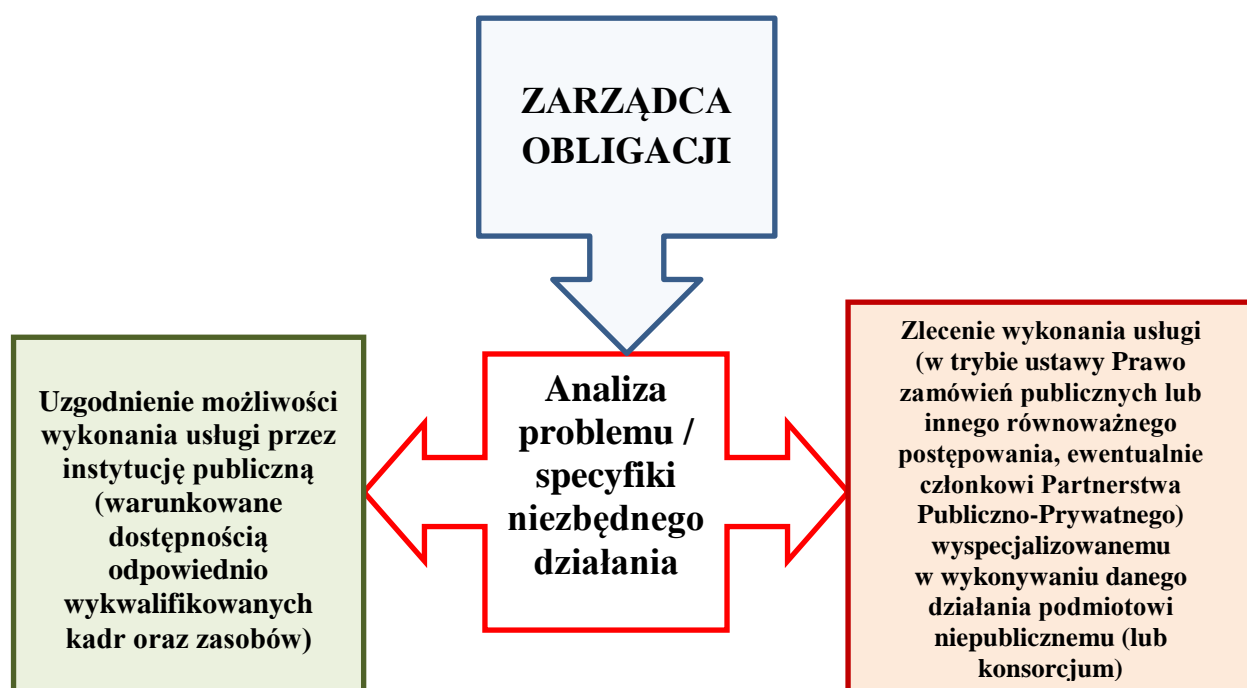 ZARZĄDCA
OBLIGACJI
Uzgodnienie możliwości
wykonania usługi przez
instytucję publiczną
(warunkowane
dostępnością
odpowiednio
wykwalifikowanych
kadr oraz zasobów)
Analiza
problemu /
specyfiki
niezbędnego
działania
Zlecenie wykonania usługi
(w trybie ustawy Prawo
zamówień publicznych lub
innego równoważnego
postępowania, ewentualnie
członkowi Partnerstwa
Publiczno-Prywatnego)
wyspecjalizowanemu
w wykonywaniu danego
działania podmiotowi
niepublicznemu (lub
konsorcjum)